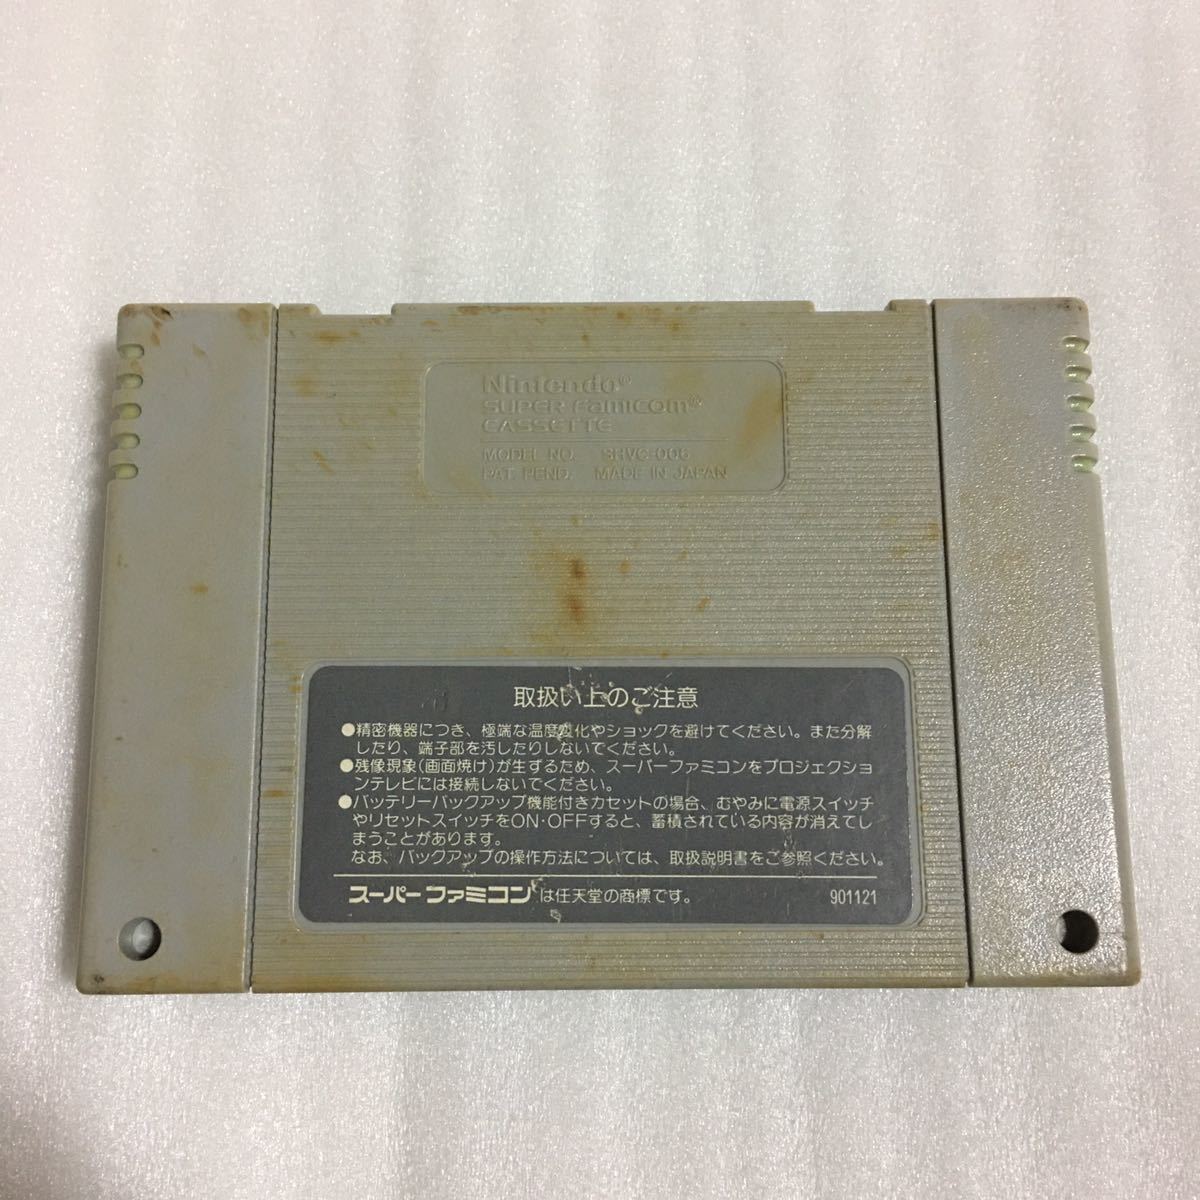 Nintendo®
SUPER FAMICOM®
CASSETTE
MODEL NO. SHVC-006
PAT. PEND. MADE IN JAPAN
取扱い上のご注意
●精密機器につき、極端な温度変化やショックを避けてください。また分解
したり、端子部を汚したりしないでください。
●残像現象(画面焼け)が生ずるため、スーパーファミコンをプロジェクショ
ンテレビには接続しないでください。
●バッテリーバックアップ機能付きカセットの場合、むやみに電源スイッチ
やリセットスイッチをON・OFFすると、蓄積されている内容が消えてし
まうことがあります。
なお、バックアップの操作方法については、取扱説明書をご参照ください。
スーパーファミコンは任天堂の商標です。 901121